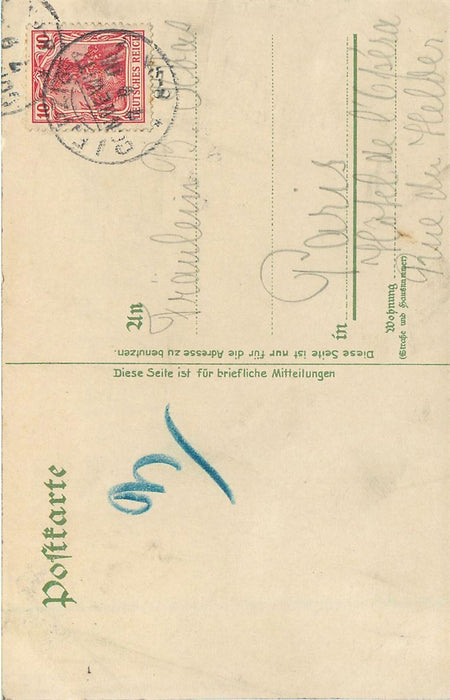 Postkarte
Diese Seite ist für briefliche Mitteilungen
Diese Seite ist nur für die Adresse zu benutzen.
10 DEUTSCHES REICH 10
An Fräulein B.
in Paris
Hotel de l'Opera
Wohnung
(Straße und Hausnummer)
Rue du Helder